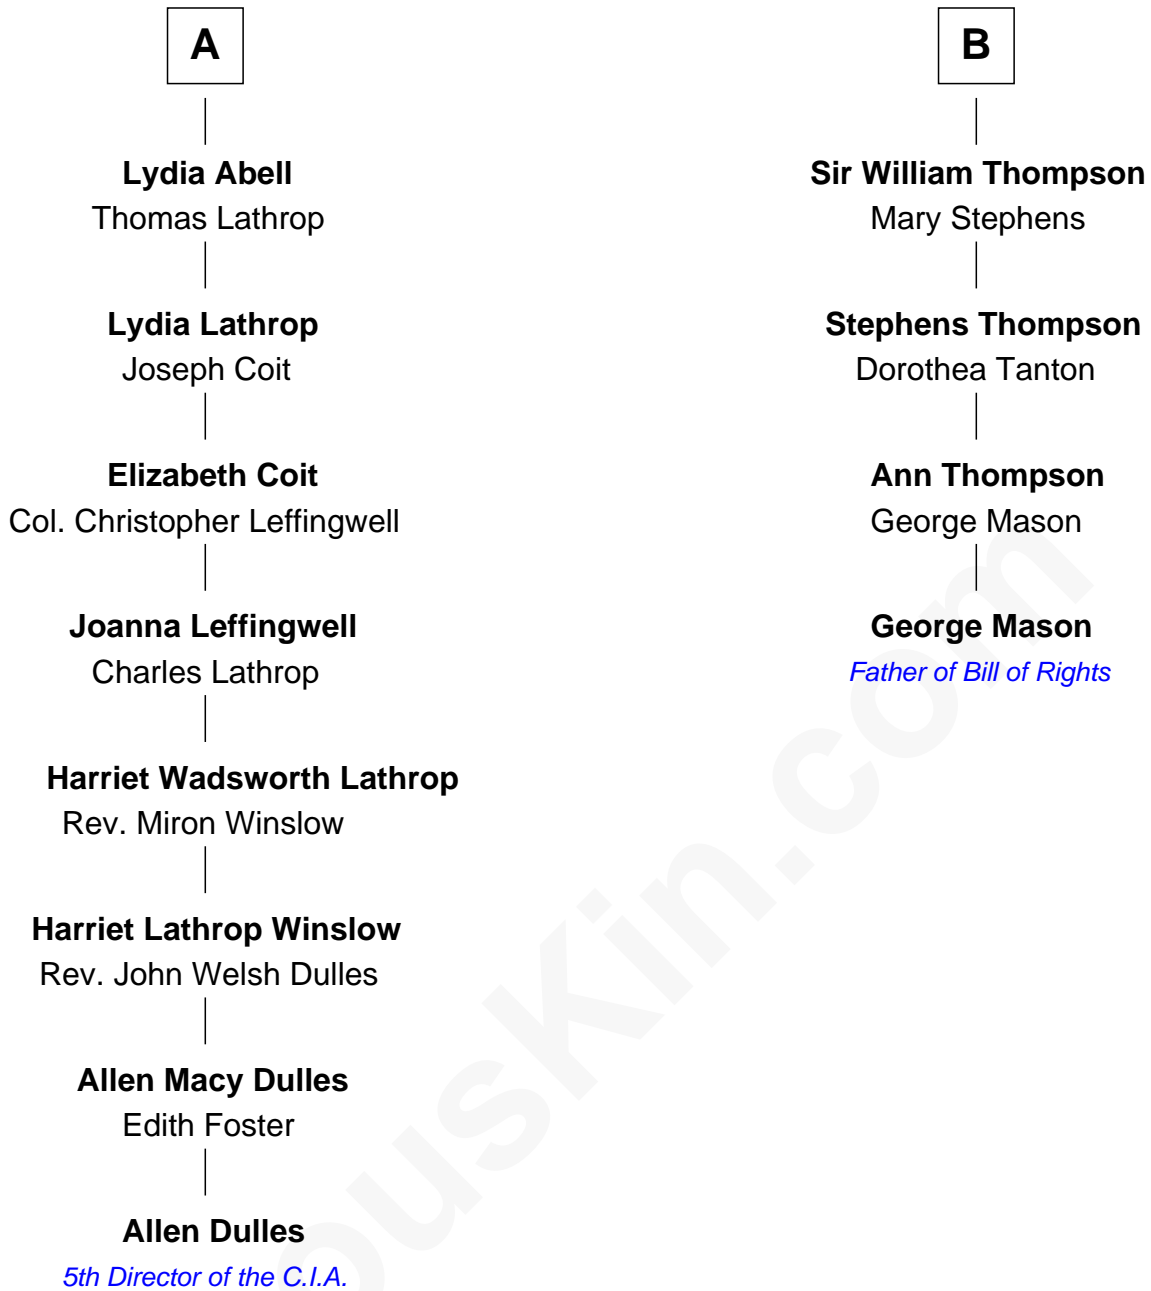 A
Lydia Abell
Thomas Lathrop
Lydia Lathrop
Joseph Coit
Elizabeth Coit
Col. Christopher Leffingwell
Joanna Leffingwell
Charles Lathrop
Harriet Wadsworth Lathrop
Rev. Miron Winslow
Harriet Lathrop Winslow
Rev. John Welsh Dulles
Allen Macy Dulles
Edith Foster
Allen Dulles
5th Director of the C.I.A.
B
Sir William Thompson
Mary Stephens
Stephens Thompson
Dorothea Tanton
Ann Thompson
George Mason
George Mason
Father of Bill of Rights
ousKin.com